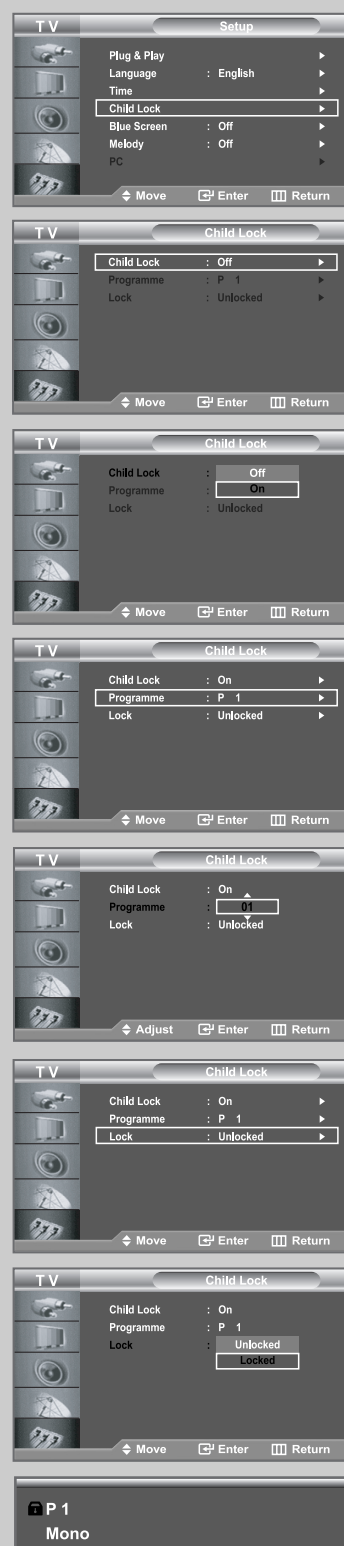 TV Setup
Plug & Play
Language : English
Time
Child Lock
Blue Screen : Off
Melody : Off
PC
Move Enter Return
TV Child Lock
Child Lock : Off
Programme : P 1
Lock : Unlocked
Move Enter Return
TV Child Lock
Child Lock : Off
Programme : On
Lock : Unlocked
Move Enter Return
TV Child Lock
Child Lock : On
Programme : P 1
Lock : Unlocked
Move Enter Return
TV Child Lock
Child Lock : On
Programme : 01
Lock : Unlocked
Adjust Enter Return
TV Child Lock
Child Lock : On
Programme : P 1
Lock : Unlocked
Move Enter Return
TV Child Lock
Child Lock : On
Programme : P 1
Lock : Unlocked
Locked
Move Enter Return
P 1
Mono